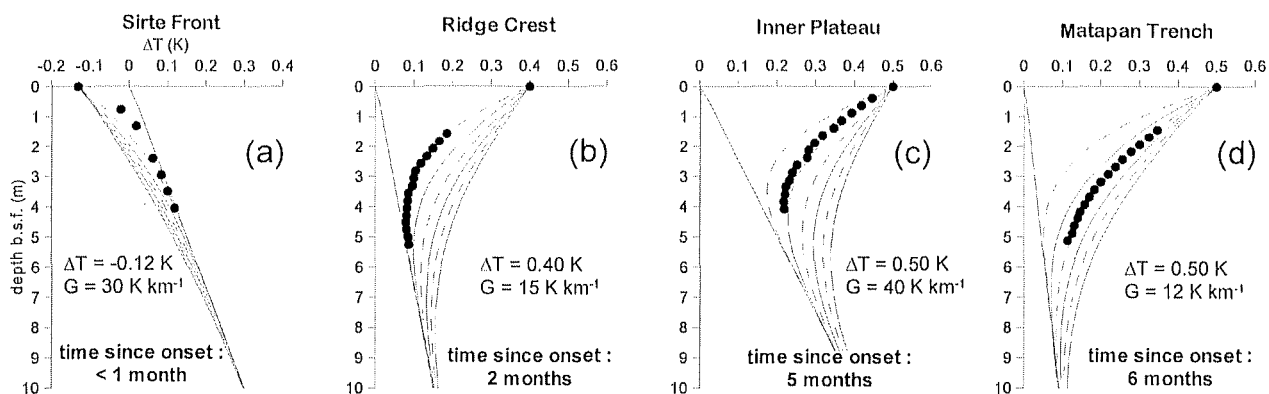 Sirte Front
ΔT (K)
-0.2 -0.1 0 0.1 0.2 0.3 0.4
0
1
2
3
4
5
6
7
8
9
10
depth b.s.f. (m)
(a)
ΔT = -0.12 K
G = 30 K km⁻¹
time since onset :
< 1 month
Ridge Crest
0 0.1 0.2 0.3 0.4 0.5 0.6
0
1
2
3
4
5
6
7
8
9
10
(b)
ΔT = 0.40 K
G = 15 K km⁻¹
time since onset :
2 months
Inner Plateau
0 0.1 0.2 0.3 0.4 0.5 0.6
0
1
2
3
4
5
6
7
8
9
10
(c)
ΔT = 0.50 K
G = 40 K km⁻¹
time since onset :
5 months
Matapan Trench
0 0.1 0.2 0.3 0.4 0.5 0.6
0
1
2
3
4
5
6
7
8
9
10
(d)
ΔT = 0.50 K
G = 12 K km⁻¹
time since onset :
6 months